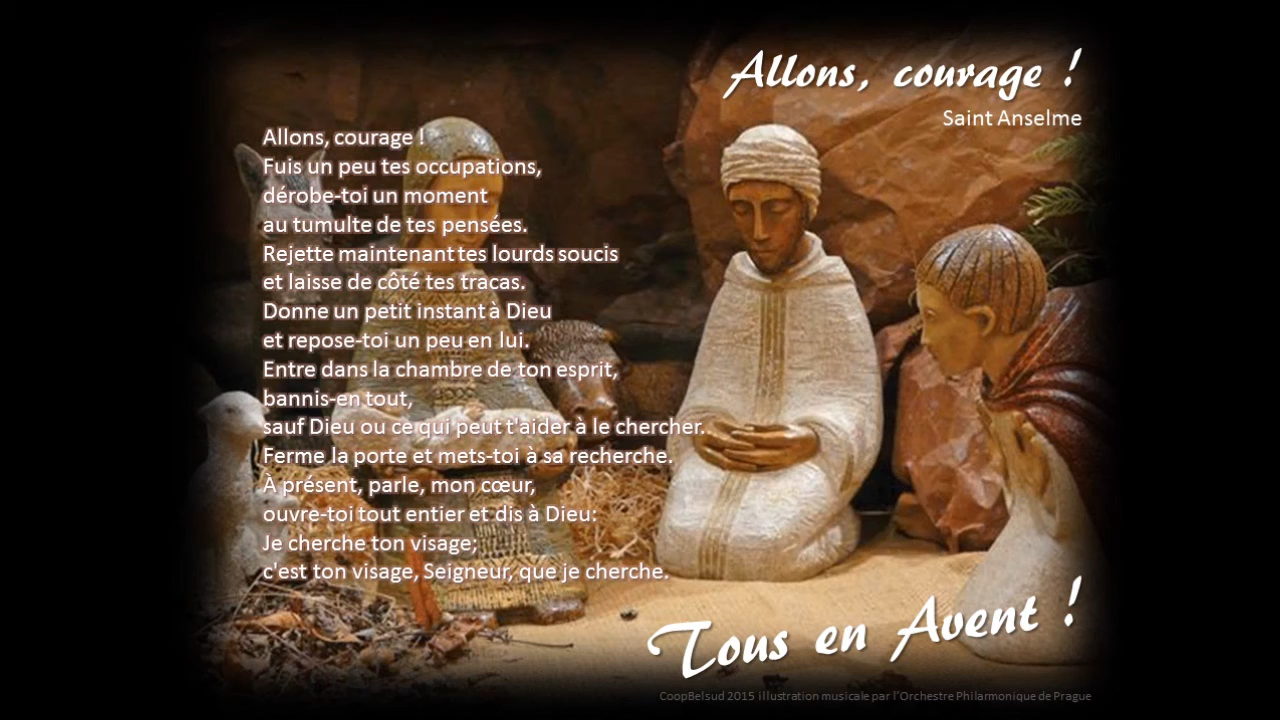 Allons, courage !
Saint Anselme
Allons, courage !
Fuis un peu tes occupations,
dérobe-toi un moment
au tumulte de tes pensées.
Rejette maintenant tes lourds soucis
et laisse de côté tes tracas.
Donne un petit instant à Dieu
et repose-toi un peu en lui.
Entre dans la chambre de ton esprit,
bannis-en tout,
sauf Dieu ou ce qui peut t'aider à le chercher.
Ferme la porte et mets-toi à sa recherche.
À présent, parle, mon cœur,
ouvre-toi tout entier et dis à Dieu:
Je cherche ton visage;
c'est ton visage, Seigneur, que je cherche.
Tous en Avent !
CoopBelsud 2015 illustration musicale par l'Orchestre Philarmonique de Prague